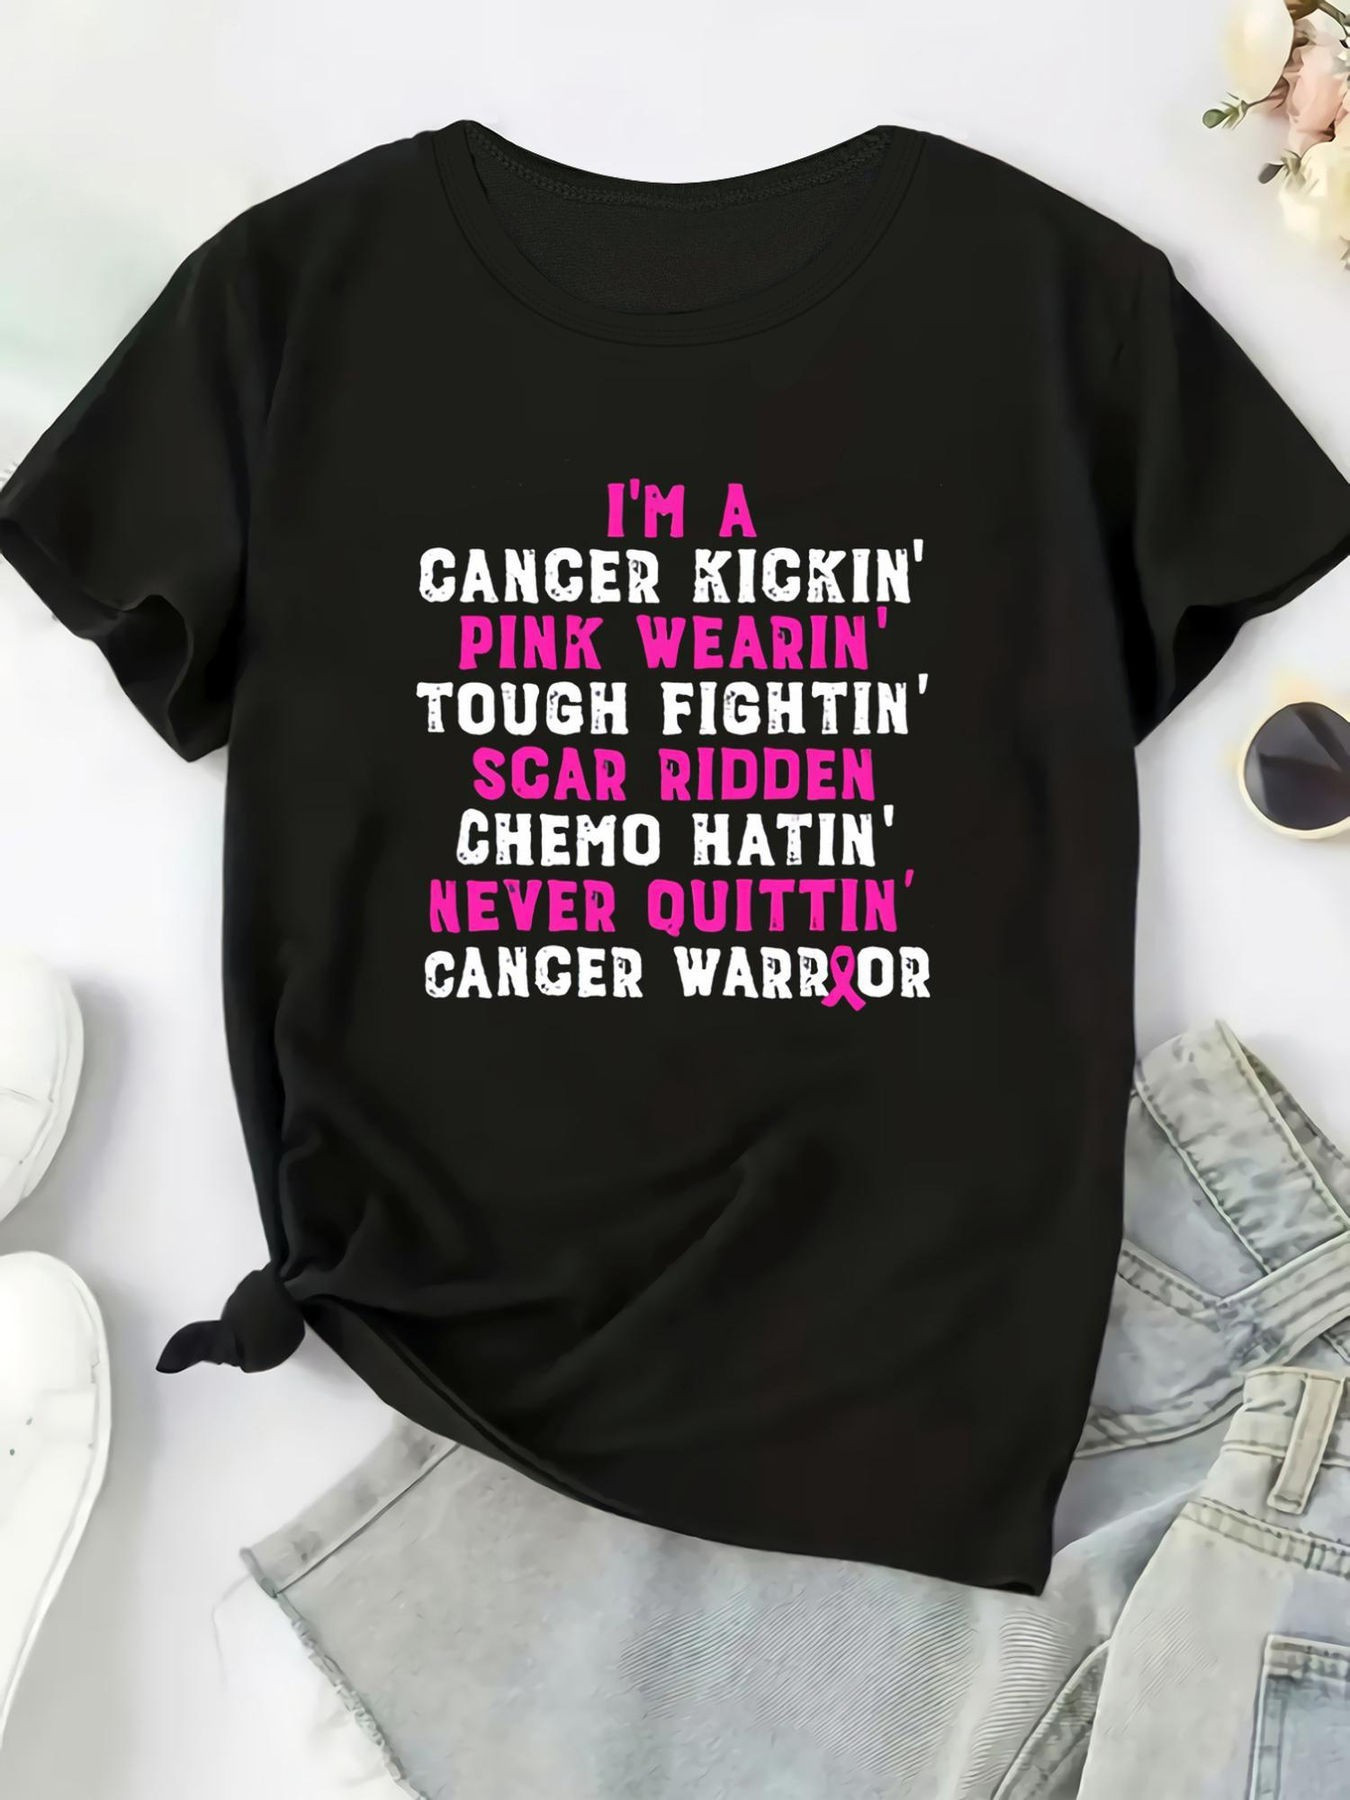 I'M A
CANCER KICKIN'
PINK WEARIN'
TOUGH FIGHTIN'
SCAR RIDDEN
CHEMO HATIN'
NEVER QUITTIN'
CANCER WARRIOR